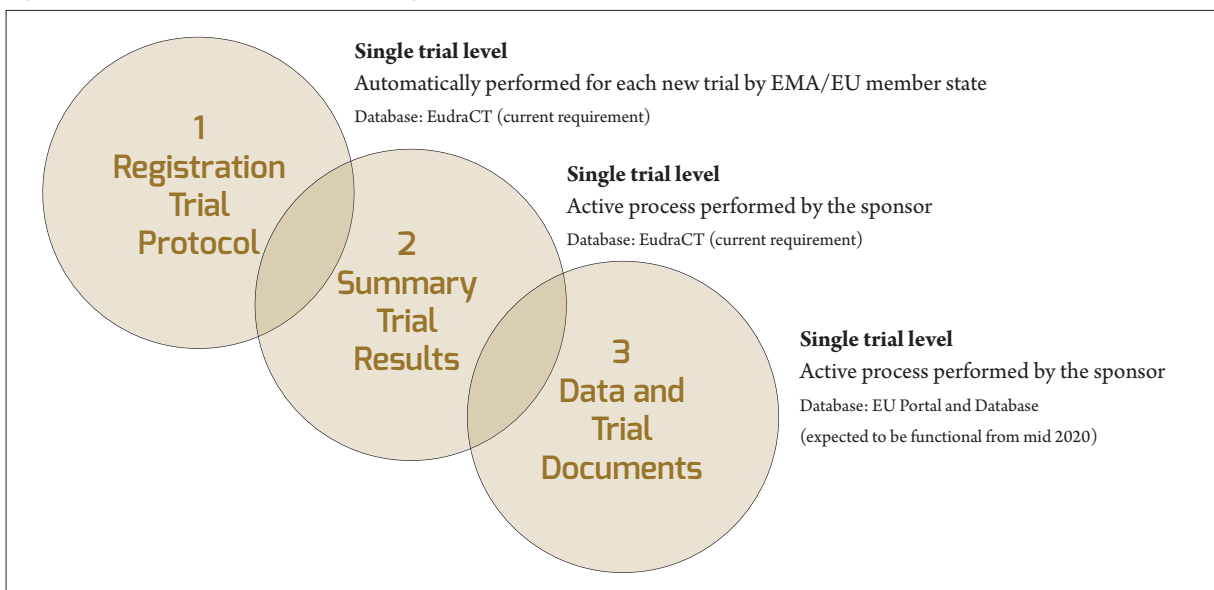 1
Registration
Trial
Protocol
Single trial level
Automatically performed for each new trial by EMA/EU member state
Database: EudraCT (current requirement)
2
Summary
Trial
Results
Single trial level
Active process performed by the sponsor
Database: EudraCT (current requirement)
3
Data and
Trial
Documents
Single trial level
Active process performed by the sponsor
Database: EU Portal and Database
(expected to be functional from mid 2020)